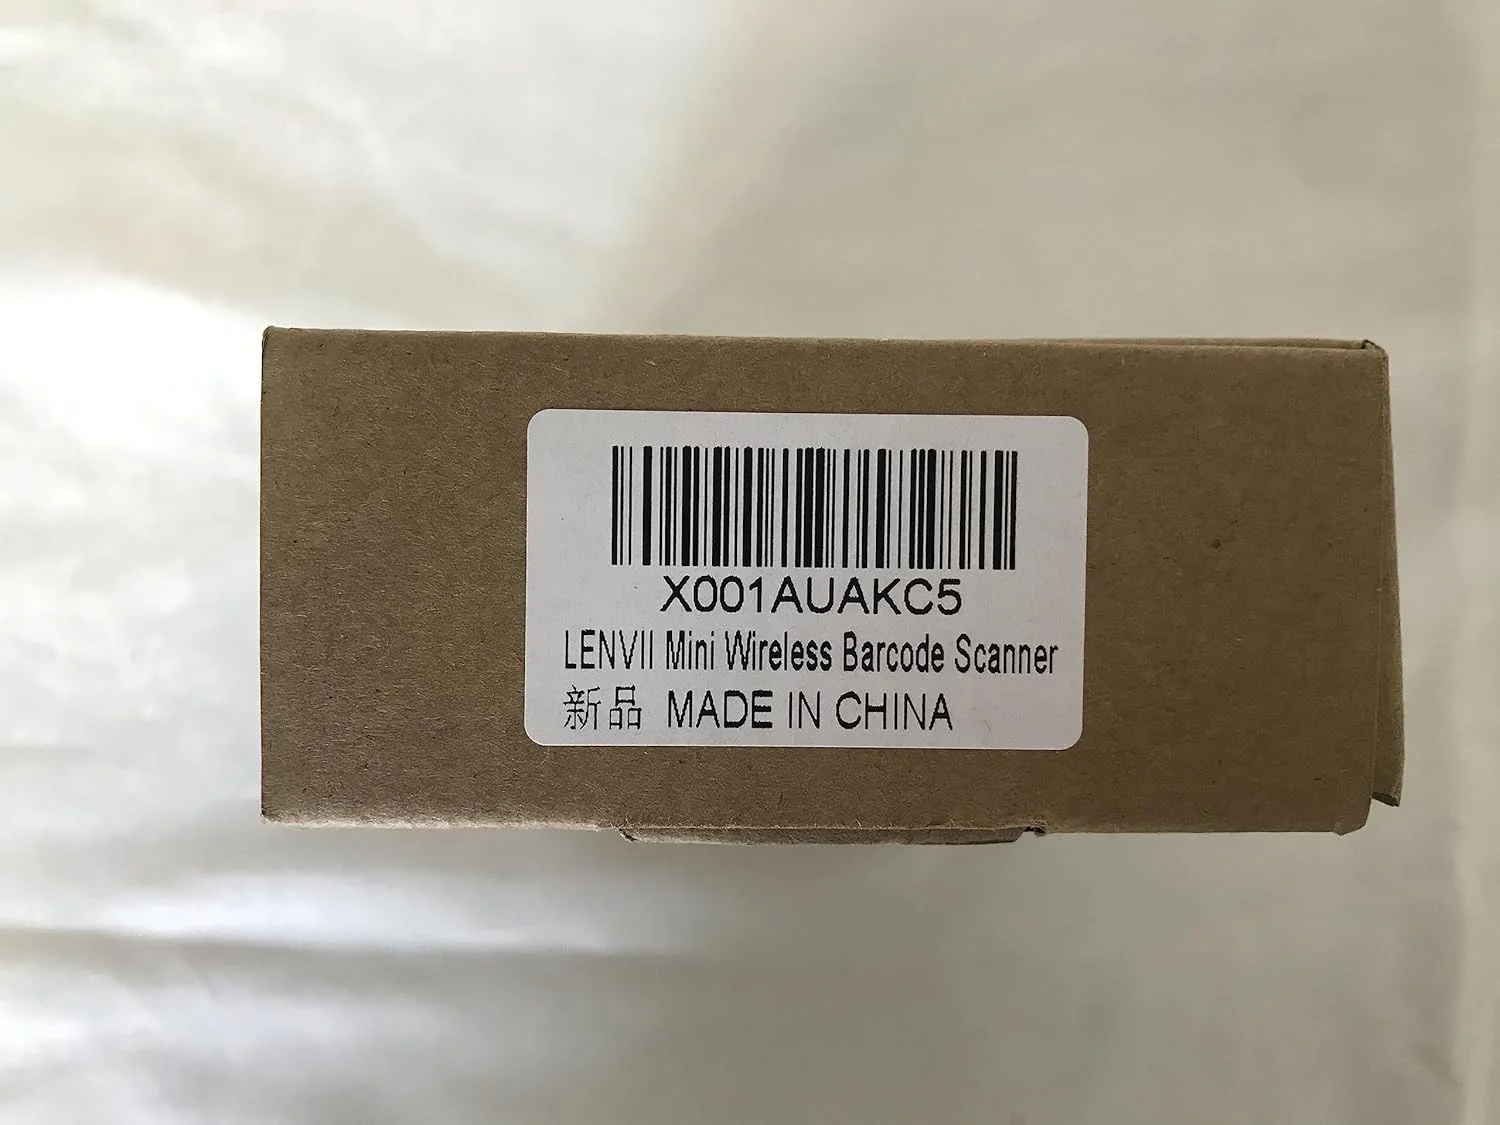 X001AUAKC5
LENVII Mini Wireless Barcode Scanner
新品 MADE IN CHINA